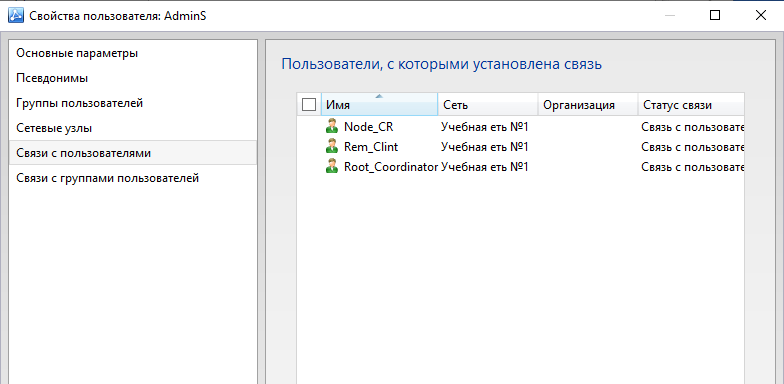 Свойства пользователя: AdminS
Основные параметры
Псевдонимы
Группы пользователей
Сетевые узлы
Связи с пользователями
Связи с группами пользователей
Пользователи, с которыми установлена связь
Имя Сеть Организация Статус связи
Node_CR Учебная еть №1 Связь с пользовате
Rem_Clint Учебная еть №1 Связь с пользовате
Root_Coordinator Учебная еть №1 Связь с пользовате